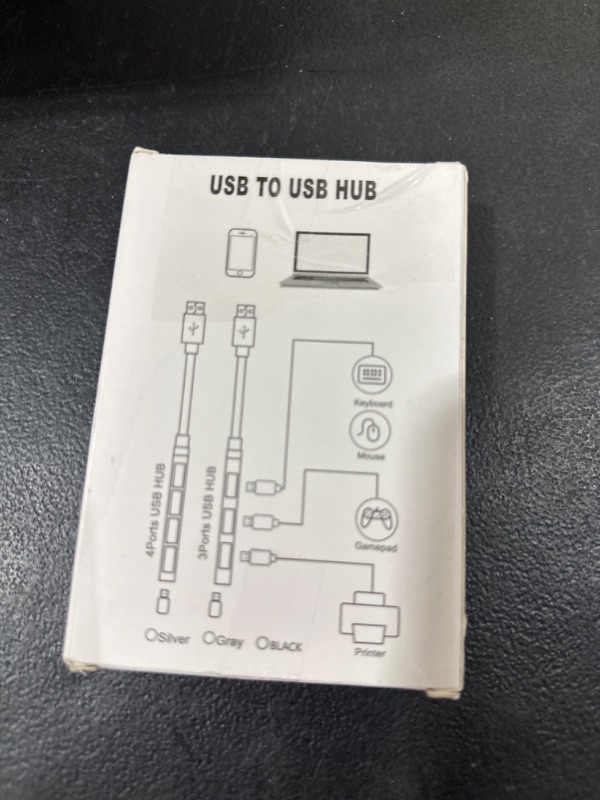 USB TO USB HUB
Keyboard
Mouse
4Ports USB HUB
3Ports USB HUB
Gamepad
Silver
Gray
BLACK
Printer